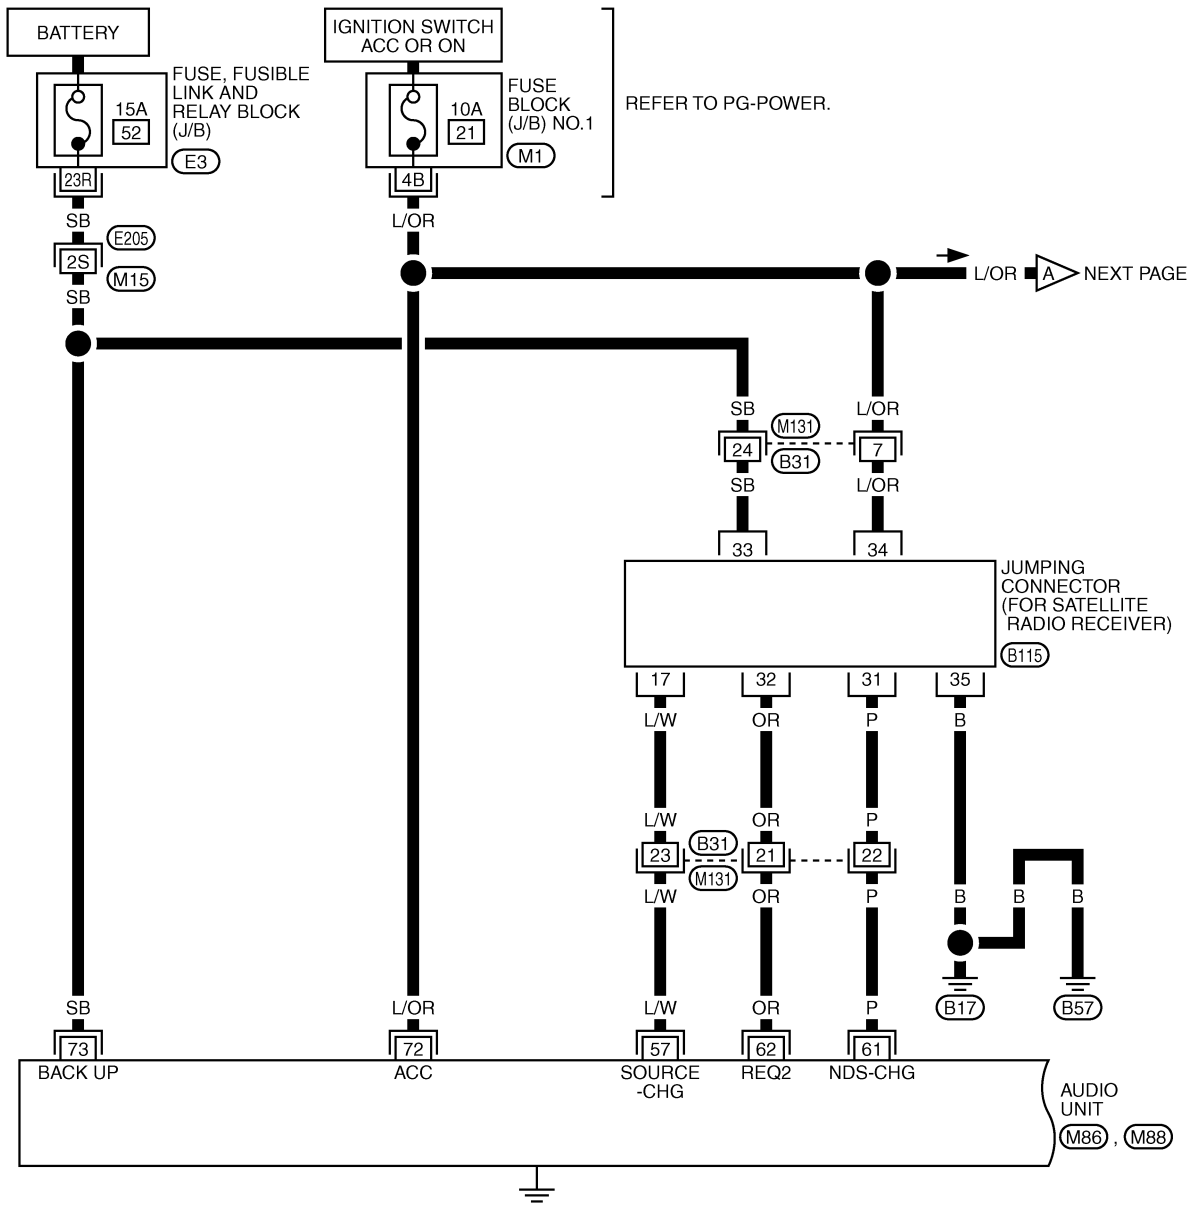 BATTERY
IGNITION SWITCH
ACC OR ON
FUSE, FUSIBLE
LINK AND
RELAY BLOCK
(J/B)
E3
15A
52
23R
FUSE
BLOCK
(J/B) NO.1
M1
10A
21
4B
REFER TO PG-POWER.
SB
L/OR
E205
2S
M15
SB
L/OR
A
NEXT PAGE
SB
L/OR
M131
24
7
B31
SB
L/OR
33
34
JUMPING
CONNECTOR
(FOR SATELLITE
RADIO RECEIVER)
B115
17
32
31
35
L/W
OR
P
B
L/W
OR
P
B31
23
21
22
M131
L/W
OR
P
B
B
B
SB
L/OR
L/W
OR
P
B17
B57
73
72
57
62
61
BACK UP
ACC
SOURCE
-CHG
REQ2
NDS-CHG
AUDIO
UNIT
M86 , M88